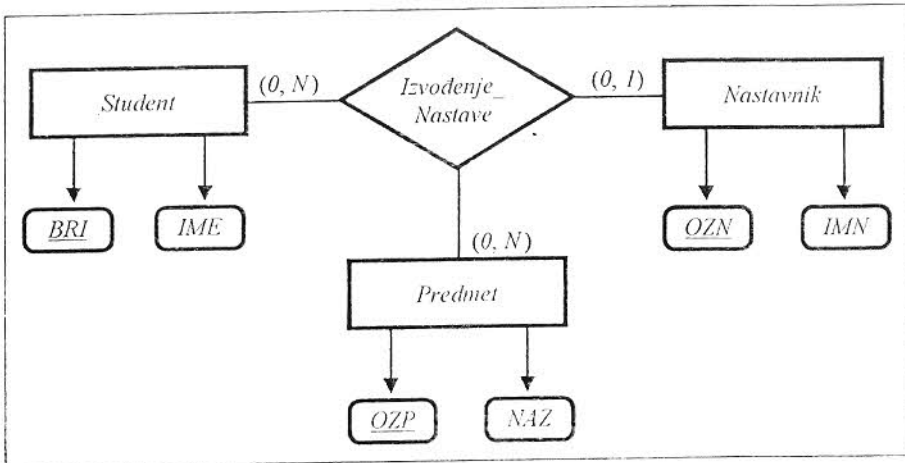 Student
(0, N)
Izvođenje_
Nastave
(0, 1)
Nastavnik
BRI
IME
OZN
IMN
(0, N)
Predmet
OZP
NAZ